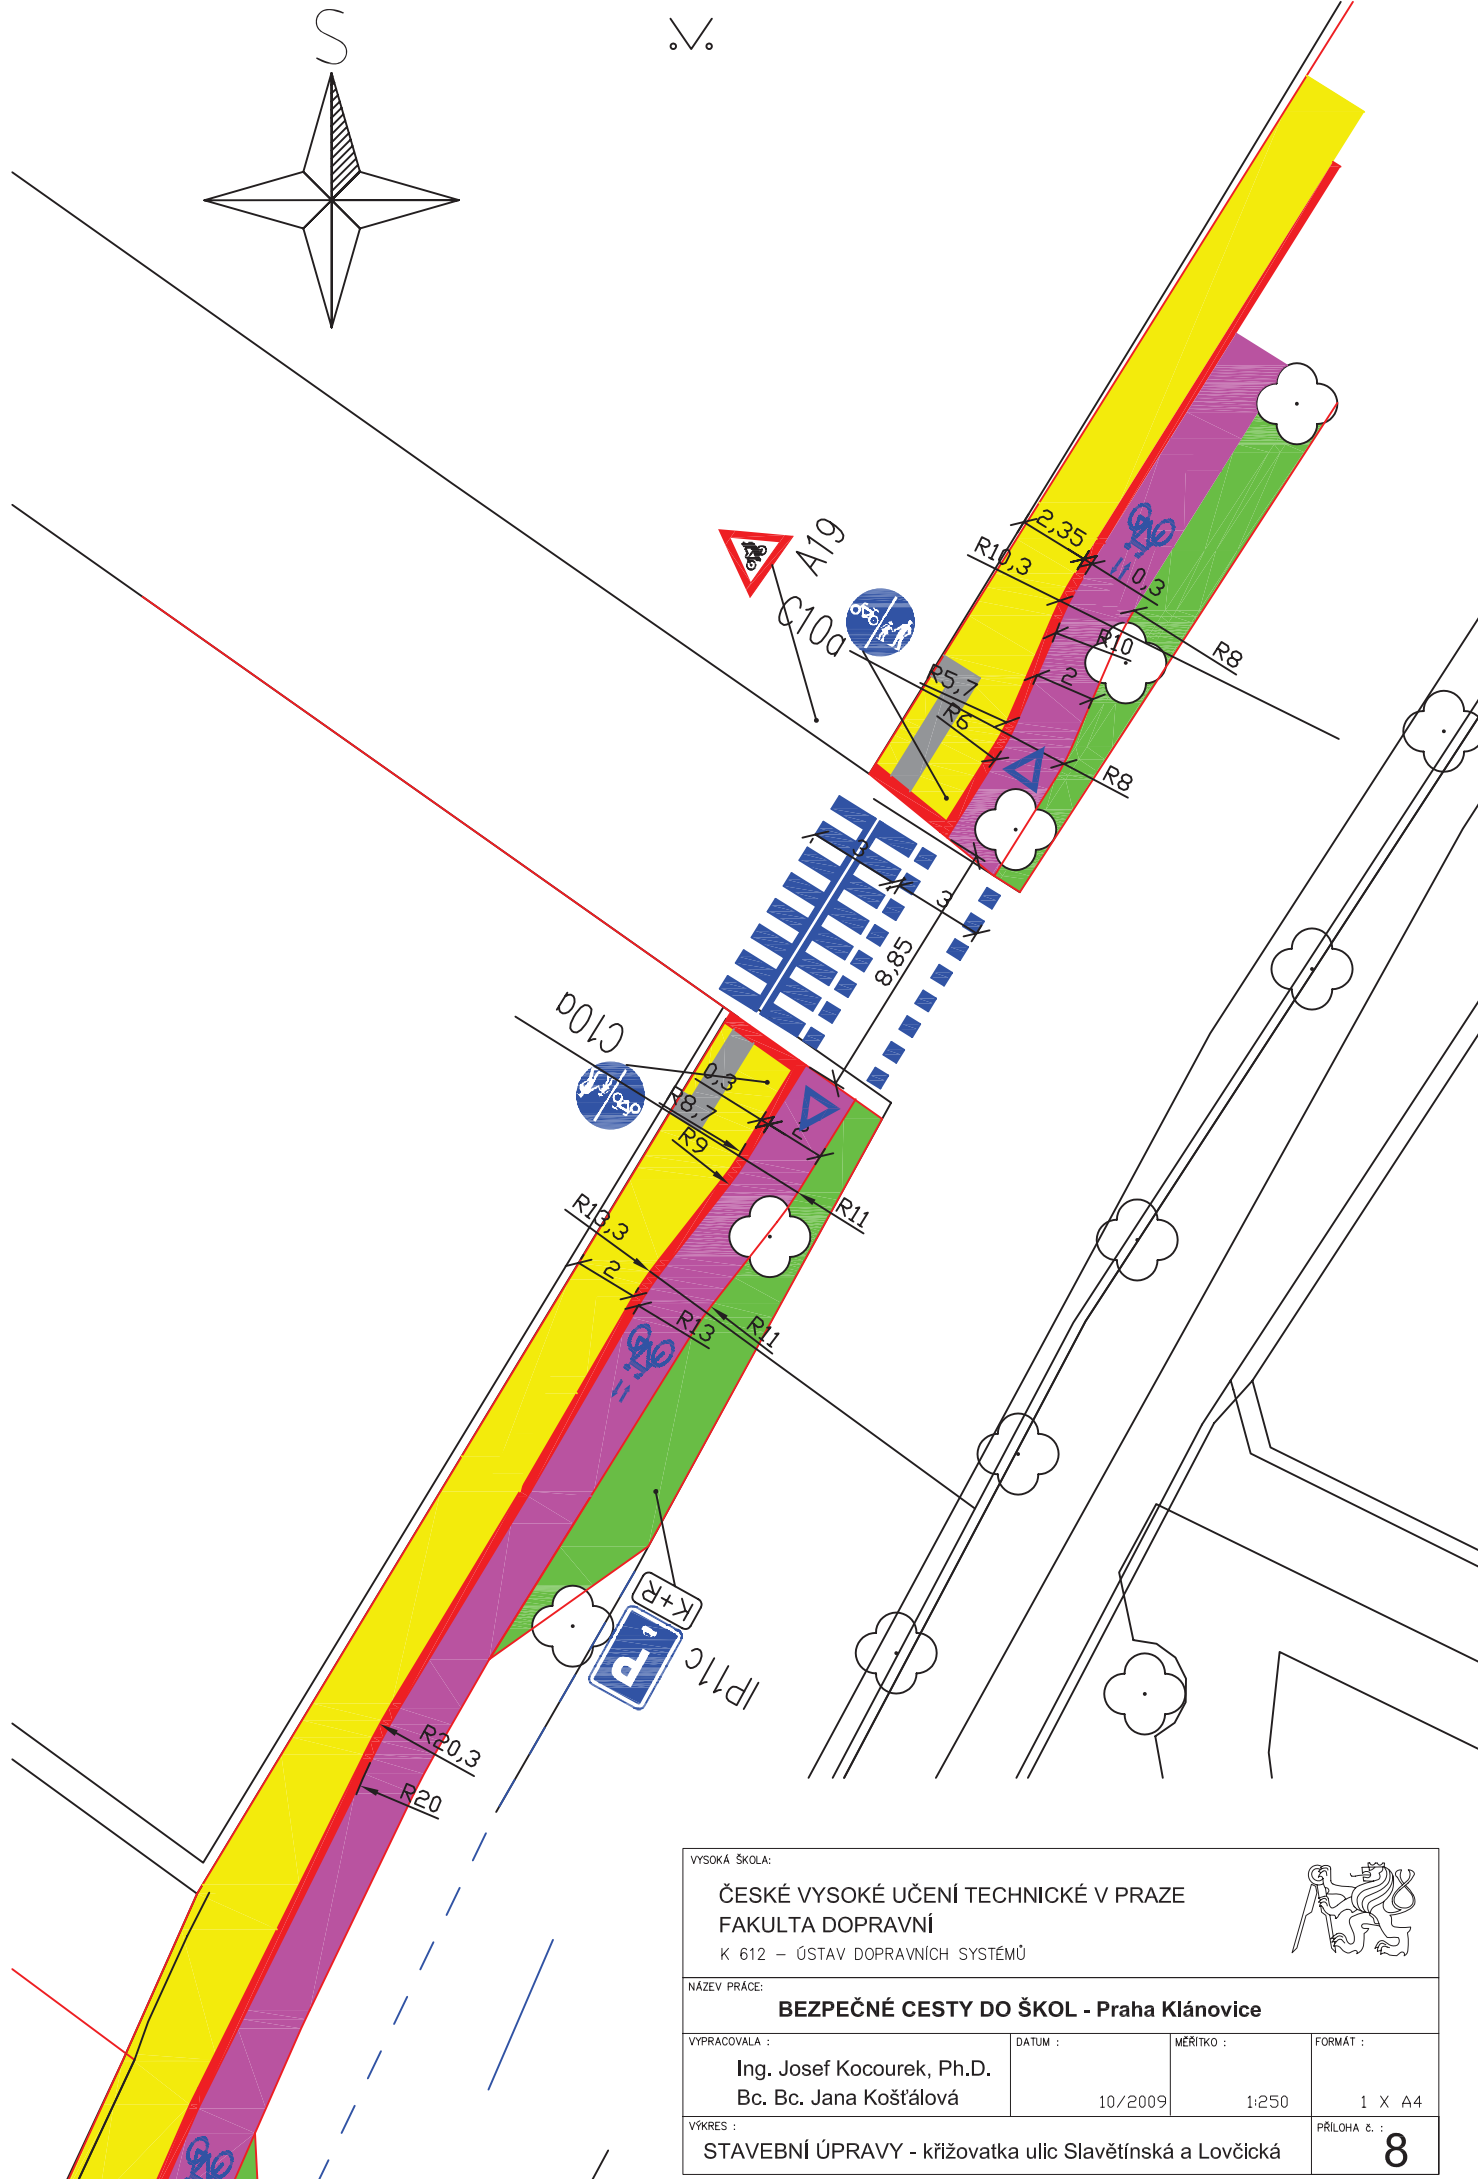 S
A19
C10a
2,35
R10,3
0,3
R8
R10
2
R5,7
R6
R8
3
3
8,85
C10a
0,3
R8,7
2
R9
R11
R13,3
2
R13
R11
K+R
P
IP11c
R20,3
R20
VYSOKÁ ŠKOLA:
ČESKÉ VYSOKÉ UČENÍ TECHNICKÉ V PRAZE
FAKULTA DOPRAVNÍ
K 612 – ÚSTAV DOPRAVNÍCH SYSTÉMŮ
NÁZEV PRÁCE:
BEZPEČNÉ CESTY DO ŠKOL - Praha Klánovice
VYPRACOVALA :
Ing. Josef Kocourek, Ph.D.
Bc. Bc. Jana Košťálová
DATUM :
10/2009
MĚŘÍTKO :
1:250
FORMÁT :
1 X A4
VÝKRES :
STAVEBNÍ ÚPRAVY - křižovatka ulic Slavětínská a Lovčická
PŘÍLOHA č. :
8